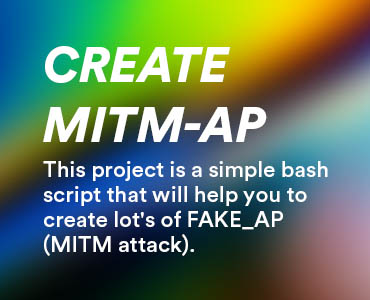 CREATE
MITM-AP
This project is a simple bash
script that will help you to
create lot's of FAKE_AP
(MITM attack).